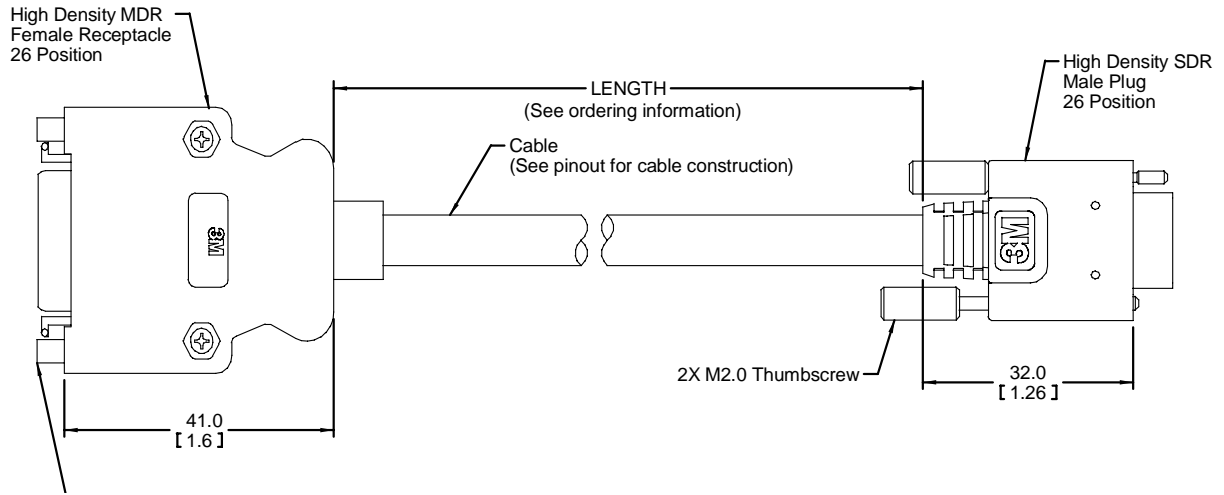 High Density MDR
Female Receptacle
26 Position
LENGTH
(See ordering information)
High Density SDR
Male Plug
26 Position
Cable
(See pinout for cable construction)
3M
3M
2X M2.0 Thumbscrew
41.0
[ 1.6 ]
32.0
[ 1.26 ]